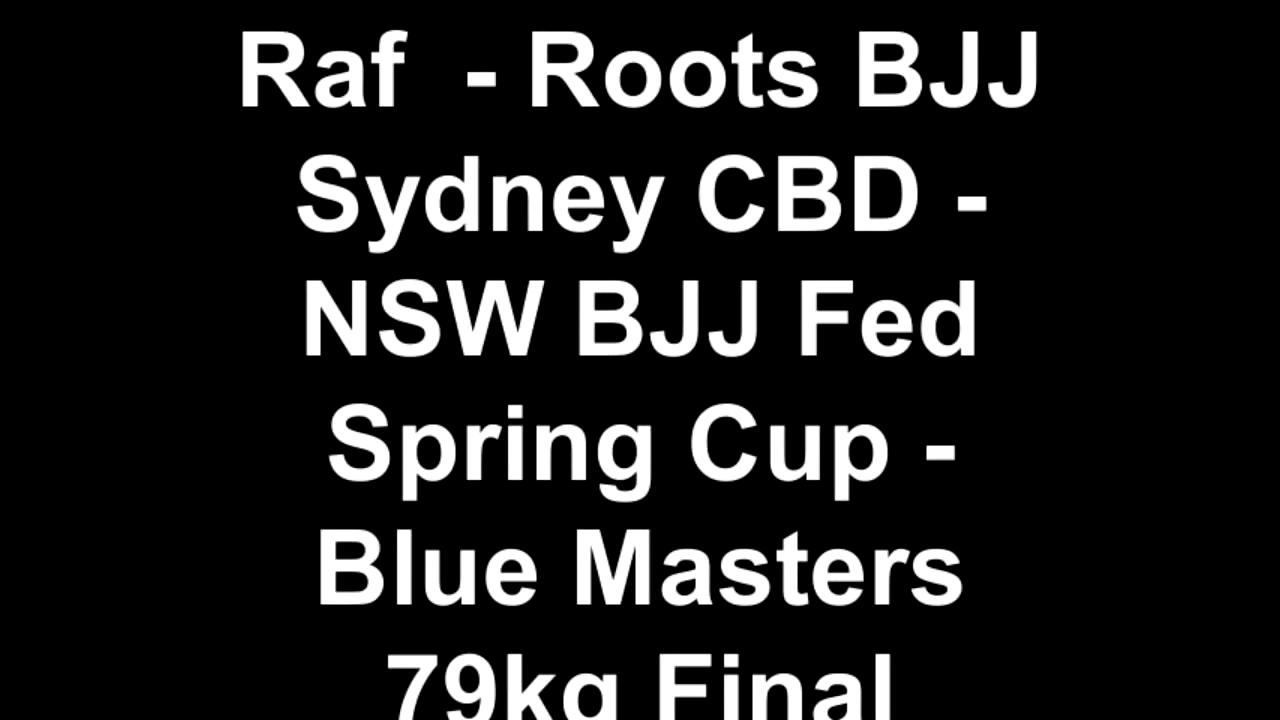 Raf  - Roots BJJ
Sydney CBD -
NSW BJJ Fed
Spring Cup -
Blue Masters
79kg Final